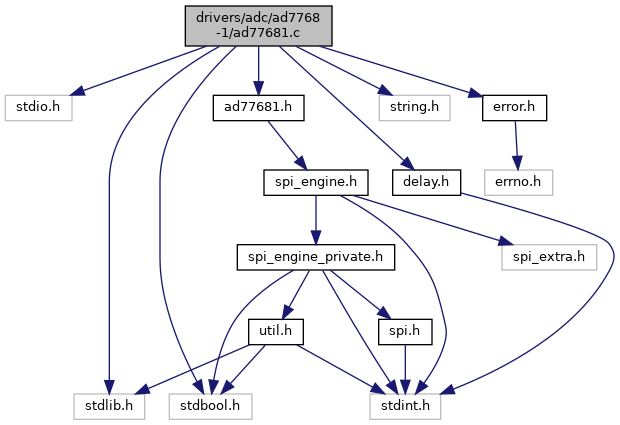 drivers/adc/ad7768
-1/ad77681.c
stdio.h
ad77681.h
string.h
error.h
spi_engine.h
delay.h
errno.h
spi_engine_private.h
spi_extra.h
util.h
spi.h
stdlib.h
stdbool.h
stdint.h